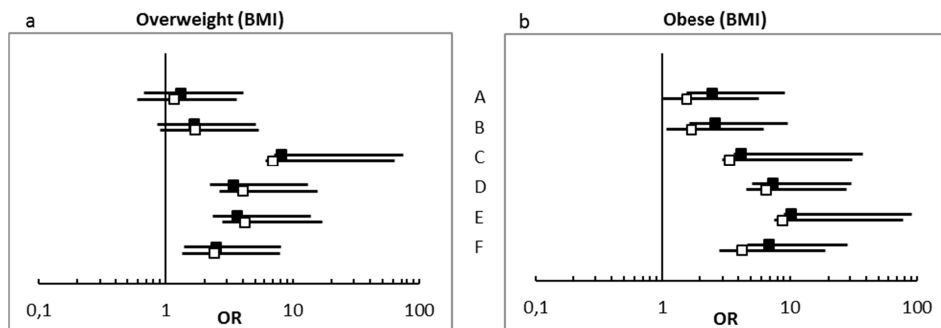 a Overweight (BMI)
b Obese (BMI)
A
B
C
D
E
F
0,1 1 10 100
OR
0,1 1 10 100
OR